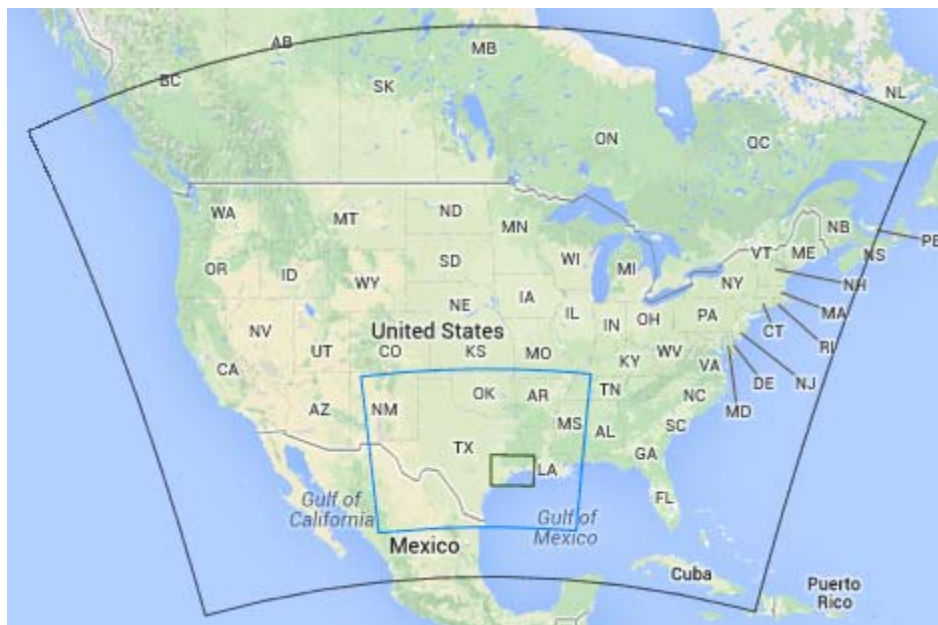 AB
MB
BC
SK
NL
ON
QC
WA
MT
ND
MN
NB
VT
ME
PE
NS
OR
ID
SD
WI
MI
NY
NH
WY
NE
IA
IL
IN
OH
PA
MA
CT
RI
NV
United States
UT
CO
KS
MO
KY
WV
VA
DE
NJ
CA
MD
AZ
NM
OK
AR
TN
NC
MS
AL
SC
TX
GA
LA
FL
Gulf of
California
Gulf of
Mexico
Mexico
Cuba
Puerto
Rico